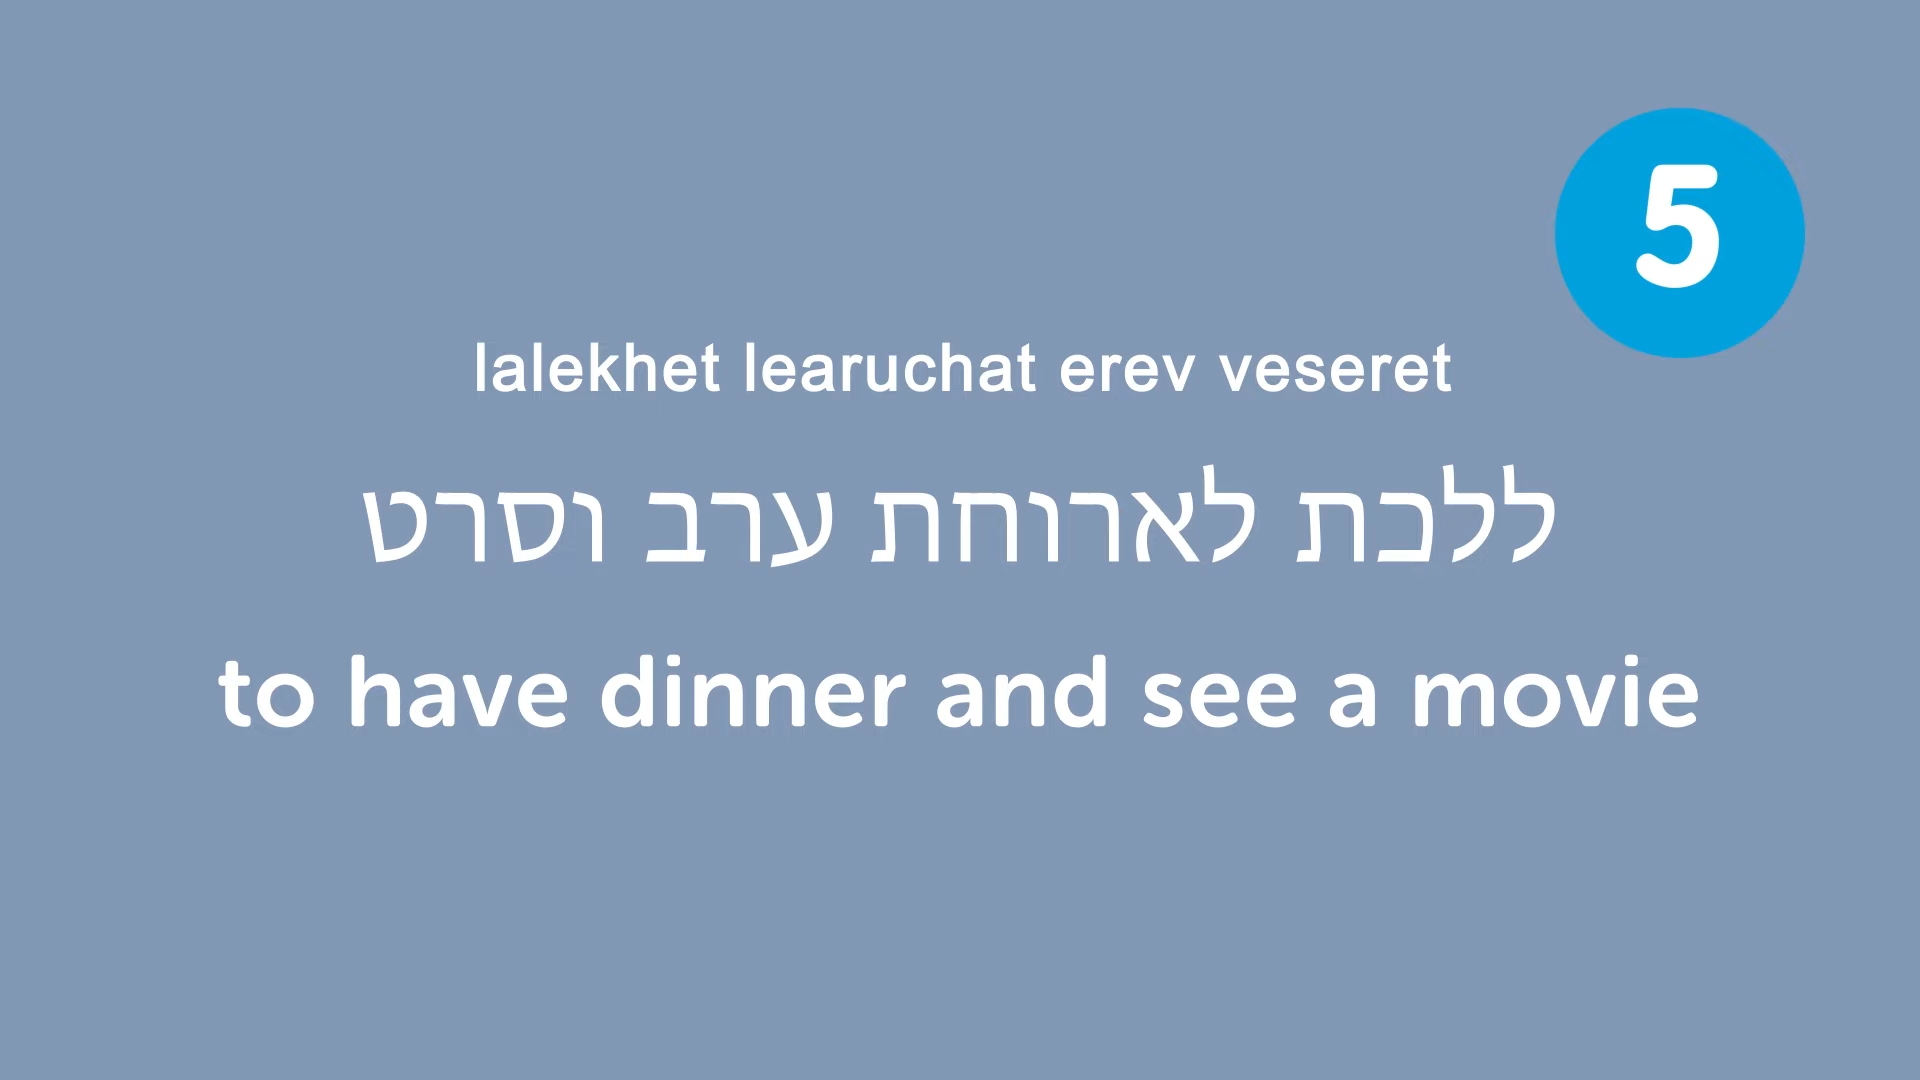 5
lalekhet learuchat erev veseret
ללכת לארוחת ערב וסרט
to have dinner and see a movie